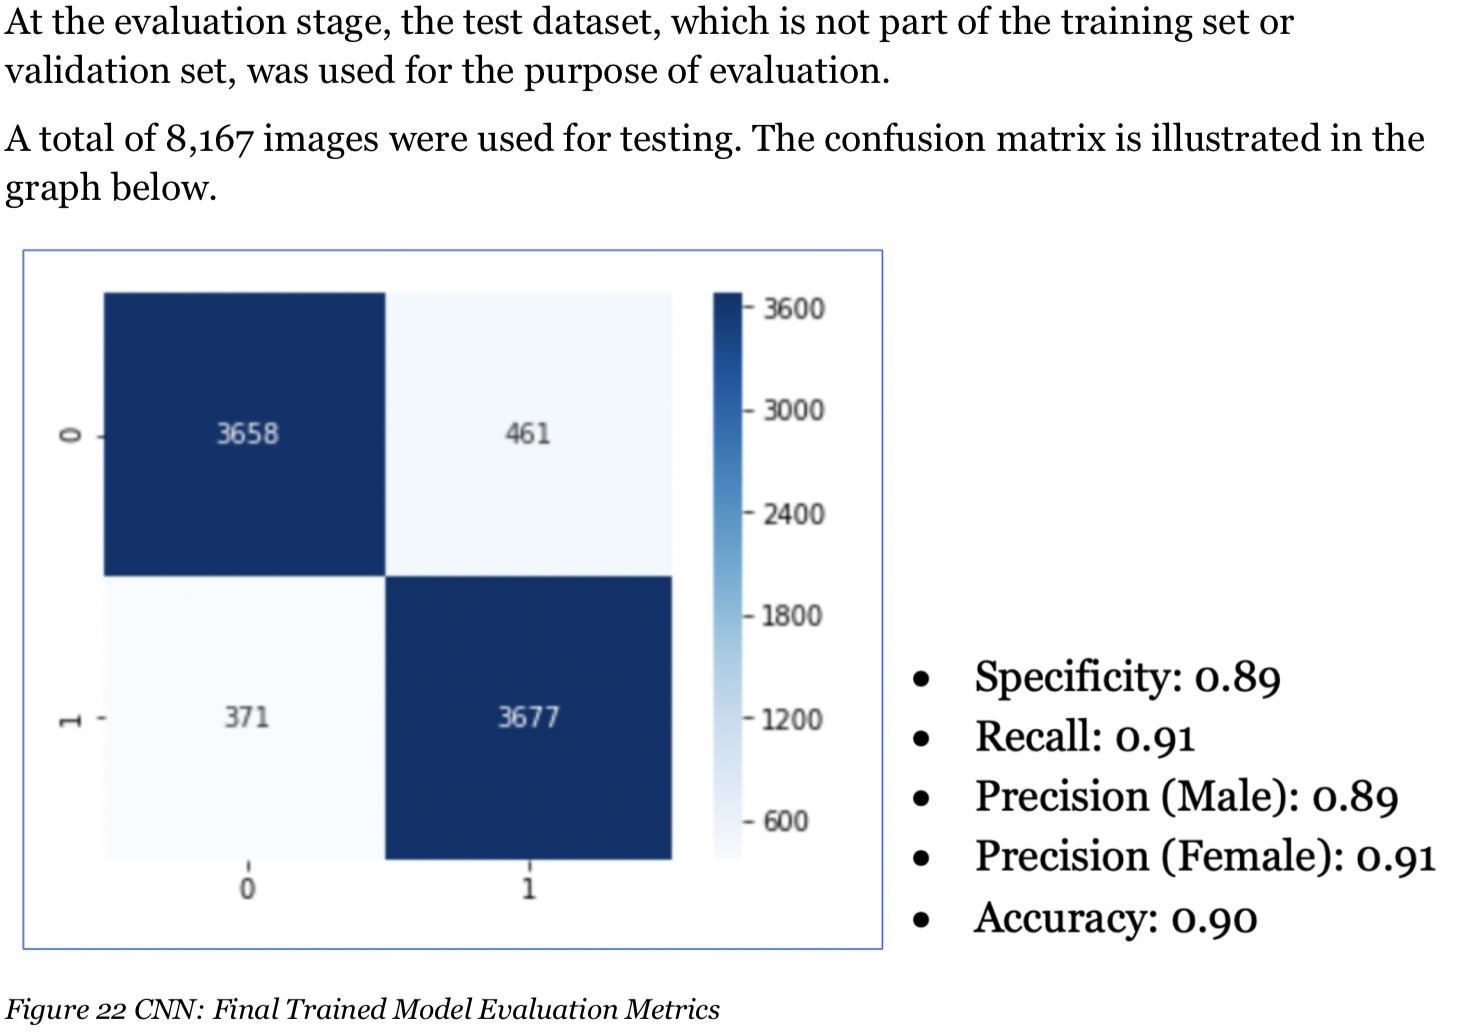 At the evaluation stage, the test dataset, which is not part of the training set or
validation set, was used for the purpose of evaluation.
A total of 8,167 images were used for testing. The confusion matrix is illustrated in the
graph below.
3600
3658
461
0
3000
2400
1800
371
3677
1
1200
600
0
1
• Specificity: 0.89
• Recall: 0.91
• Precision (Male): 0.89
• Precision (Female): 0.91
• Accuracy: 0.90
Figure 22 CNN: Final Trained Model Evaluation Metrics